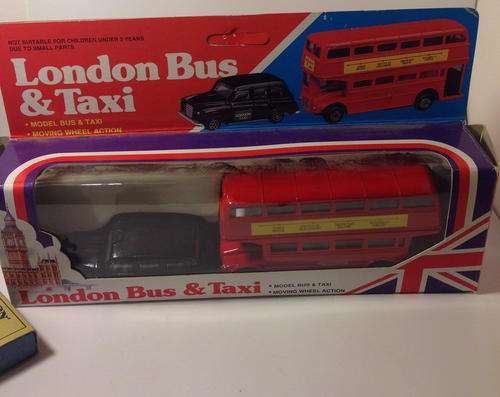 NOT SUITABLE FOR CHILDREN UNDER 3 YEARS
DUE TO SMALL PARTS
London Bus
& Taxi
• MODEL BUS & TAXI
• MOVING WHEEL ACTION
London Bus & Taxi
• MODEL BUS & TAXI
• MOVING WHEEL ACTION